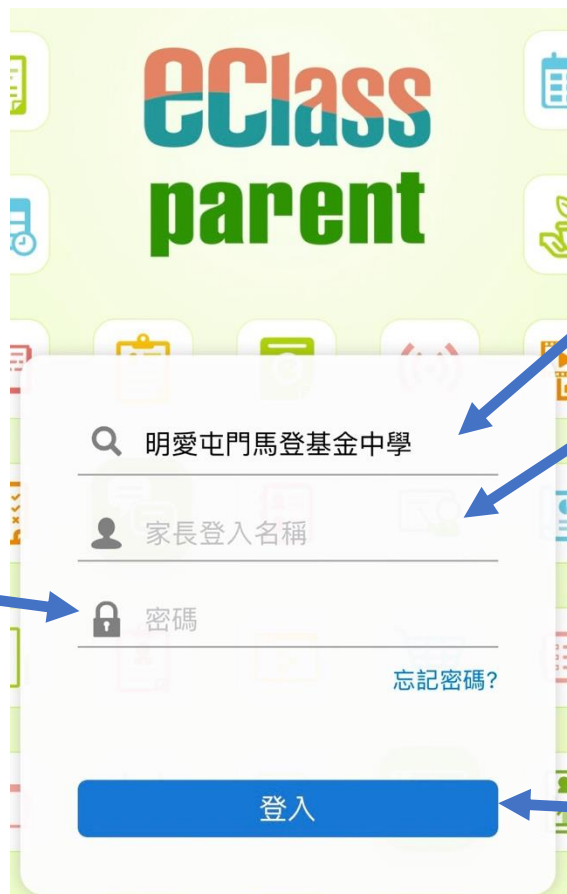 eClass
parent
明愛屯門馬登基金中學
家長登入名稱
密碼
忘記密碼?
登入